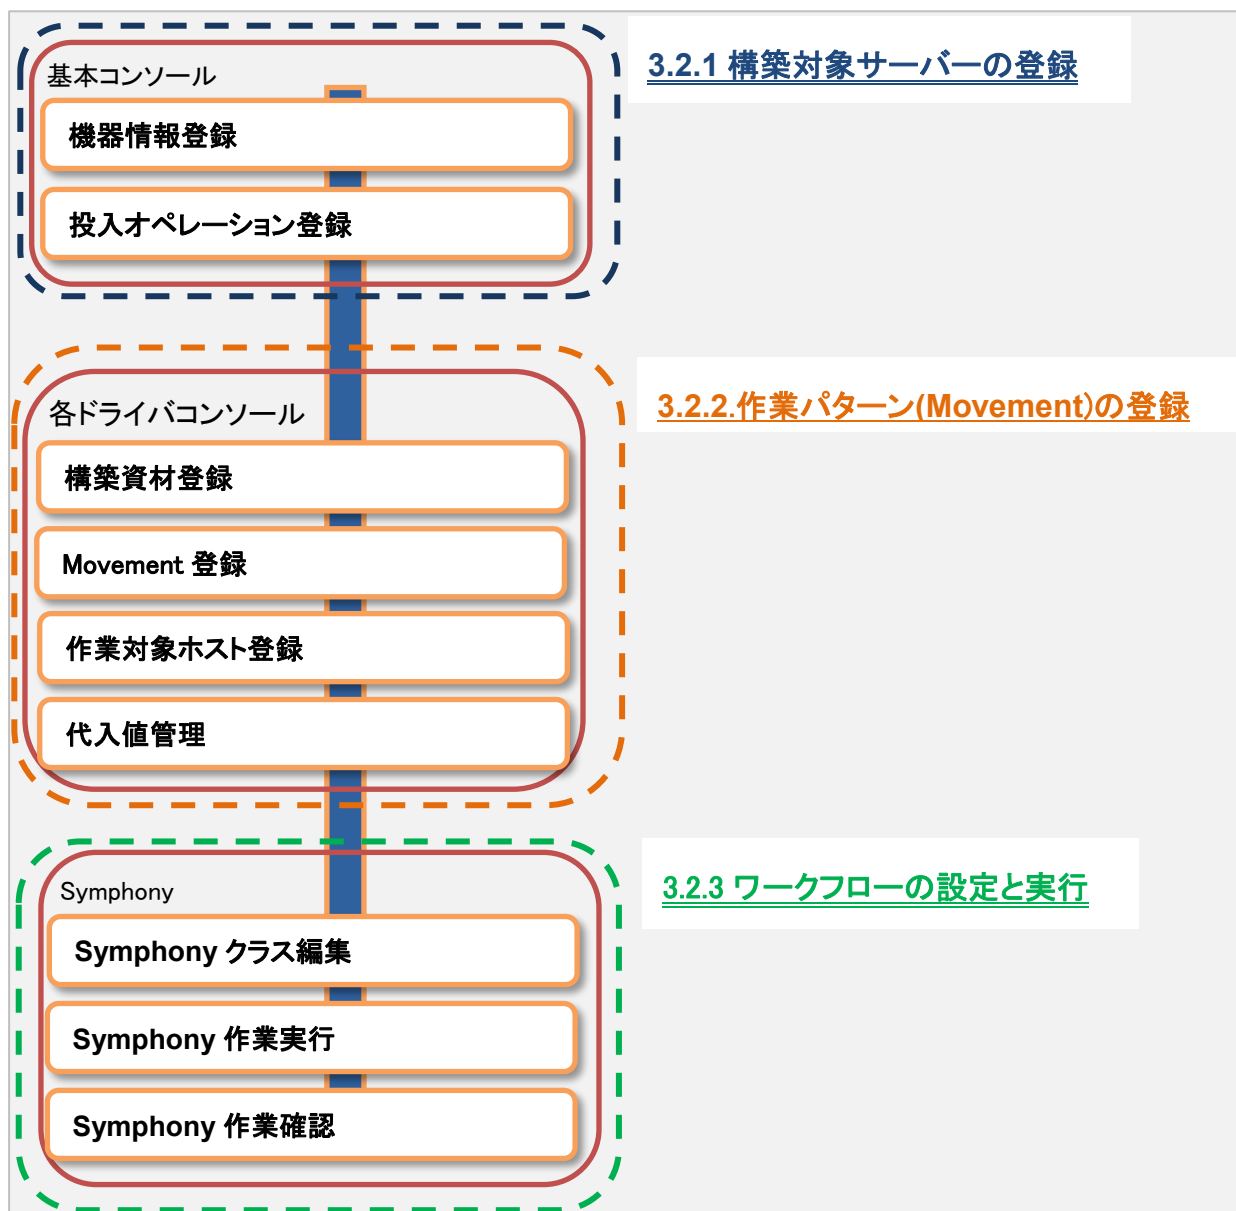 基本コンソール
3.2.1 構築対象サーバーの登録
機器情報登録
投入オペレーション登録
各ドライバコンソール
3.2.2.作業パターン(Movement)の登録
構築資材登録
Movement 登録
作業対象ホスト登録
代入値管理
Symphony
3.2.3 ワークフローの設定と実行
Symphony クラス編集
Symphony 作業実行
Symphony 作業確認